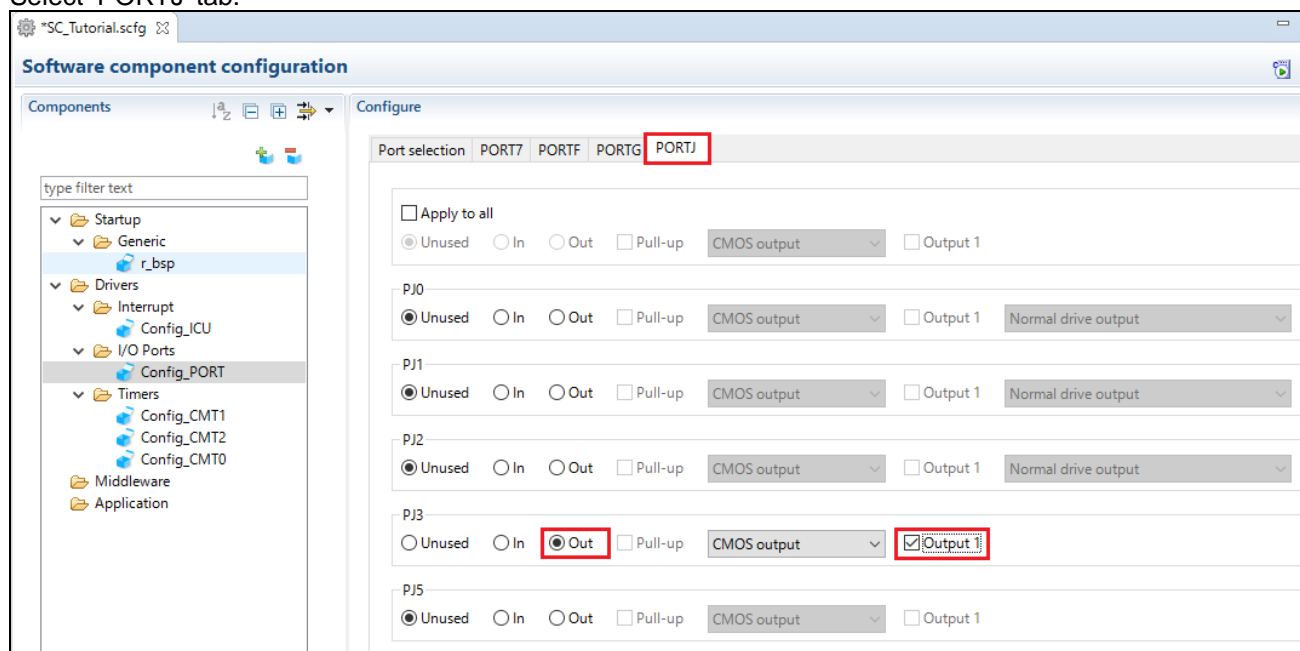 Select 'PORTJ' tab.
*SC_Tutorial.scfg
Software component configuration
Components
Configure
Port selection PORT7 PORTF PORTG PORTJ
type filter text
Startup
Generic
r_bsp
Drivers
Interrupt
Config_ICU
I/O Ports
Config_PORT
Timers
Config_CMT1
Config_CMT2
Config_CMT0
Middleware
Application
Apply to all
Unused In Out Pull-up CMOS output Output 1
PJ0
Unused In Out Pull-up CMOS output Output 1 Normal drive output
PJ1
Unused In Out Pull-up CMOS output Output 1 Normal drive output
PJ2
Unused In Out Pull-up CMOS output Output 1 Normal drive output
PJ3
Unused In Out Pull-up CMOS output Output 1
PJ5
Unused In Out Pull-up CMOS output Output 1